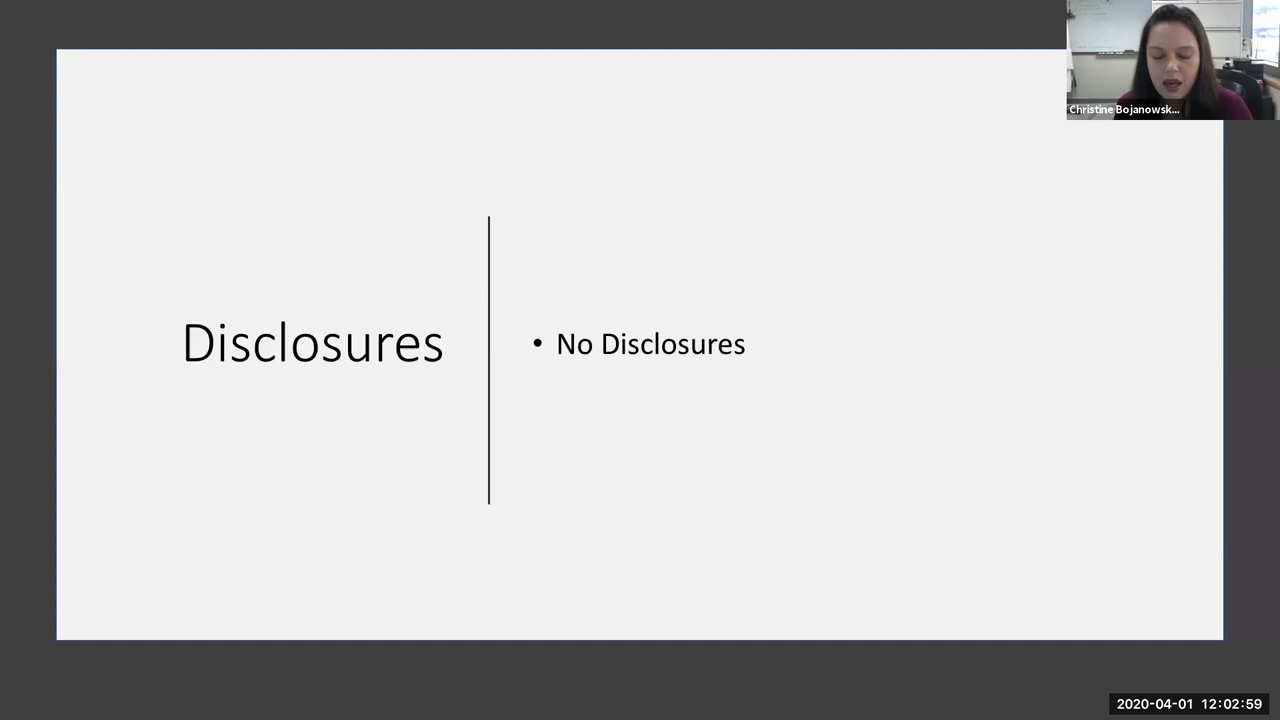 Christine Bojanowsk...
Disclosures
• No Disclosures
2020-04-01 12:02:59